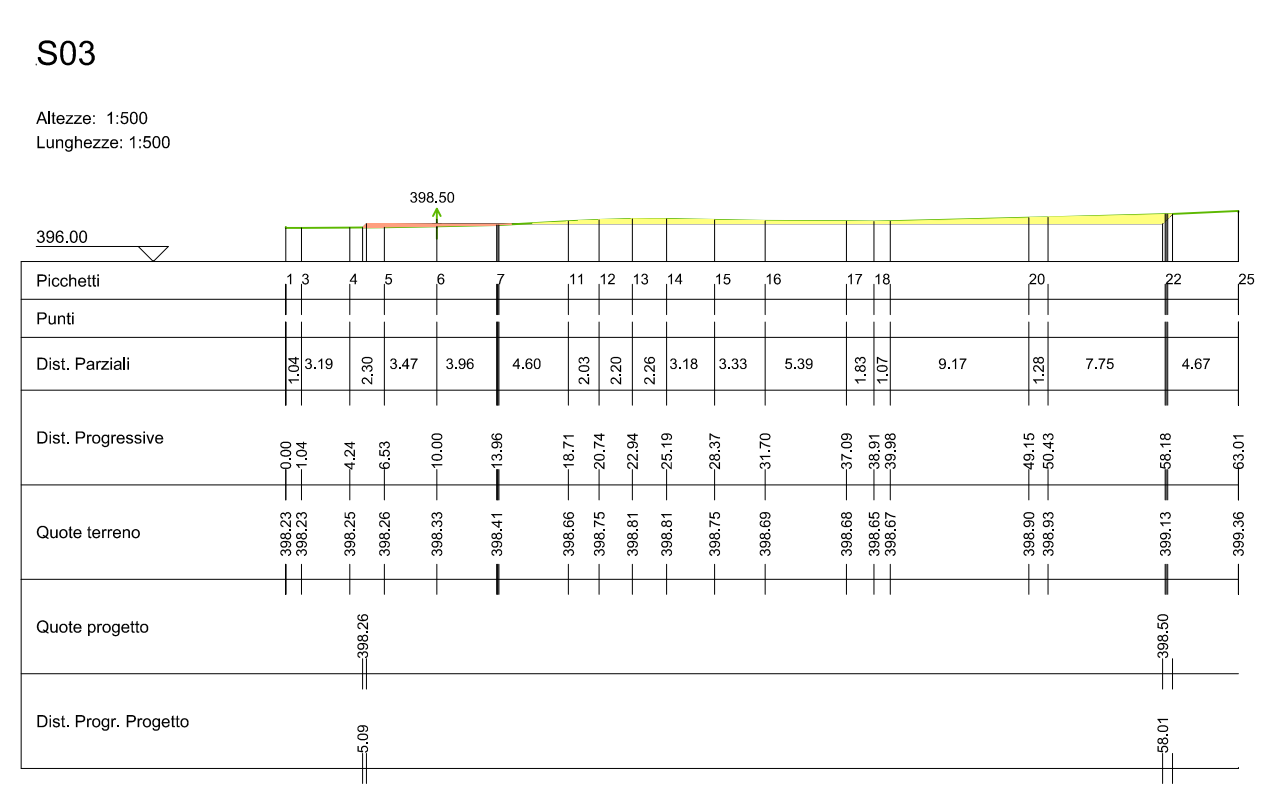 S03
Altezze: 1:500
Lunghezze: 1:500
398.50
396.00
Picchetti 1 3 4 5 6 7 11 12 13 14 15 16 17 18 20 22 25
Punti
Dist. Parziali 1.04 3.19 2.30 3.47 3.96 4.60 2.03 2.20 2.26 3.18 3.33 5.39 1.83 1.07 9.17 1.28 7.75 4.67
Dist. Progressive 0.00 1.04 4.24 6.53 10.00 13.96 18.71 20.74 22.94 25.19 28.37 31.70 37.09 38.91 39.98 49.15 50.43 58.18 63.01
Quote terreno 398.23 398.23 398.25 398.26 398.33 398.41 398.66 398.75 398.81 398.81 398.75 398.69 398.68 398.65 398.67 398.90 398.93 399.13 399.36
Quote progetto 398.26 398.50
Dist. Progr. Progetto 5.09 58.01